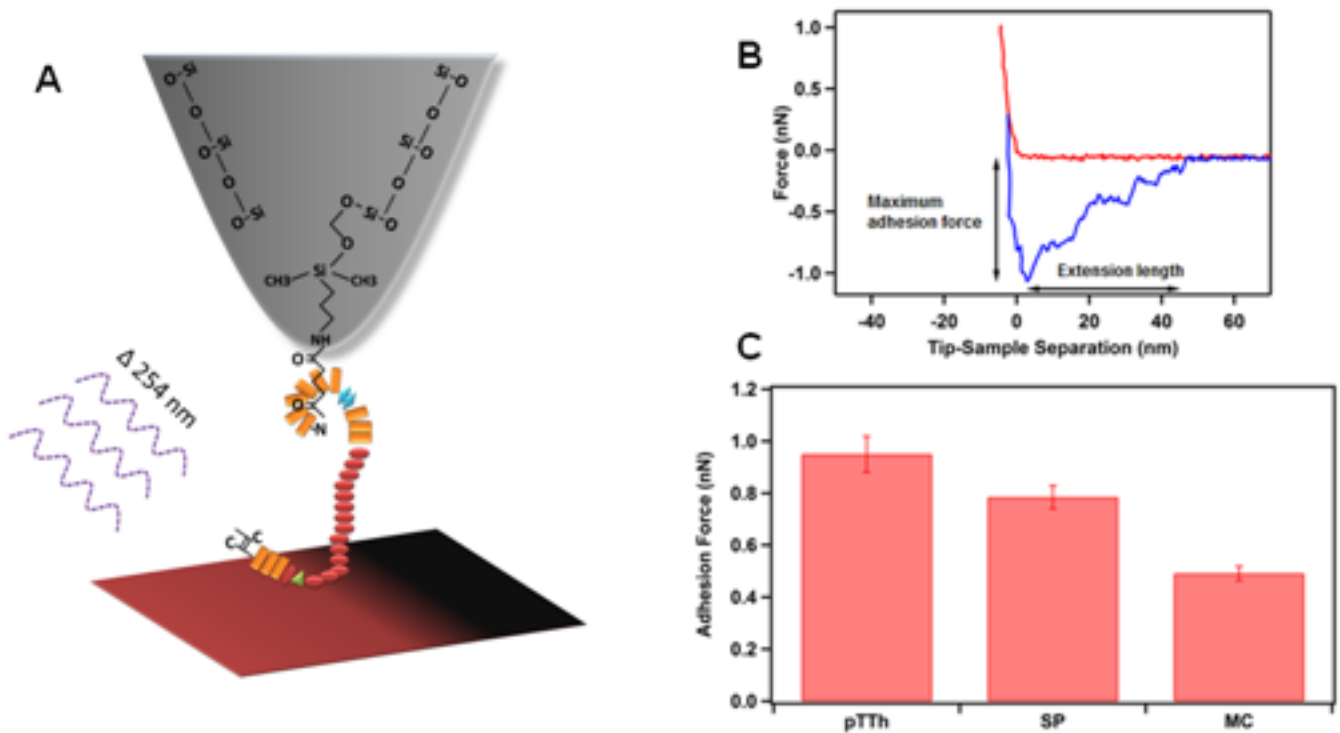 A
O-Si
O
Si
O
O
Si
O
Si-O
O
Si
O
O
O-Si
O
O
Si
CH3
CH3
NH
O
O
-N
Δ 254 nm
C
C
B
1.0
0.5
0.0
-0.5
-1.0
Force (nN)
Maximum
adhesion force
Extension length
-40
-20
0
20
40
60
Tip-Sample Separation (nm)
C
1.2
1.0
0.8
0.6
0.4
0.2
0.0
Adhesion Force (nN)
pTTh
SP
MC